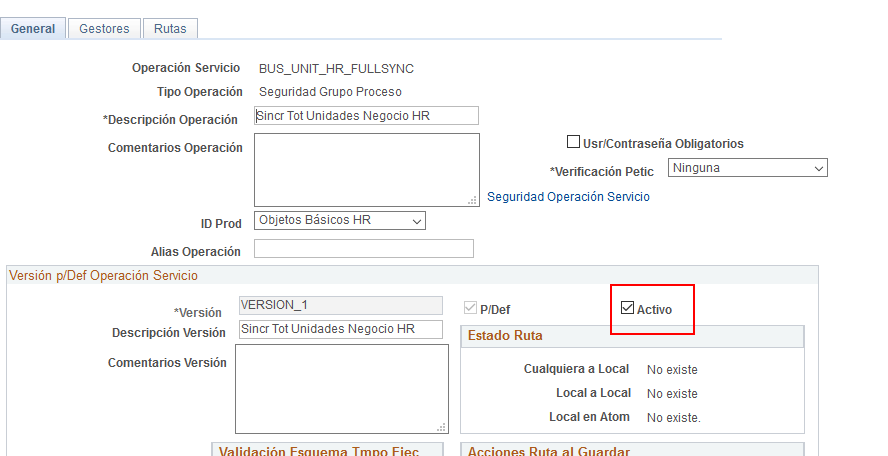 General Gestores Rutas
Operación Servicio BUS_UNIT_HR_FULLSYNC
Tipo Operación Seguridad Grupo Proceso
*Descripción Operación Sincr Tot Unidades Negocio HR
Comentarios Operación
Usr/Contraseña Obligatorios
*Verificación Petic Ninguna
Seguridad Operación Servicio
ID Prod Objetos Básicos HR
Alias Operación
Versión p/Def Operación Servicio
*Versión VERSION_1 P/Def Activo
Descripción Versión Sincr Tot Unidades Negocio HR
Estado Ruta
Comentarios Versión
Cualquiera a Local No existe
Local a Local No existe
Local en Atom No existe.
Validación Esquema Tmpo Ejec Acciones Ruta al Guardar